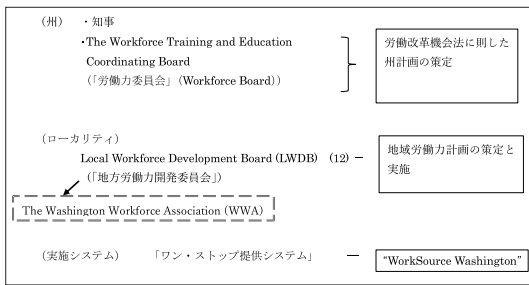 (州) ・知事
・The Workforce Training and Education
Coordinating Board
(「労働力委員会」(Workforce Board))
労働改革機会法に則した
州計画の策定
(ローカリティ)
Local Workforce Development Board (LWDB) (12) ―
(「地方労働力開発委員会」)
地域労働力計画の策定と
実施
The Washington Workforce Association (WWA)
(実施システム) 「ワン・ストップ提供システム」 ― "WorkSource Washington"